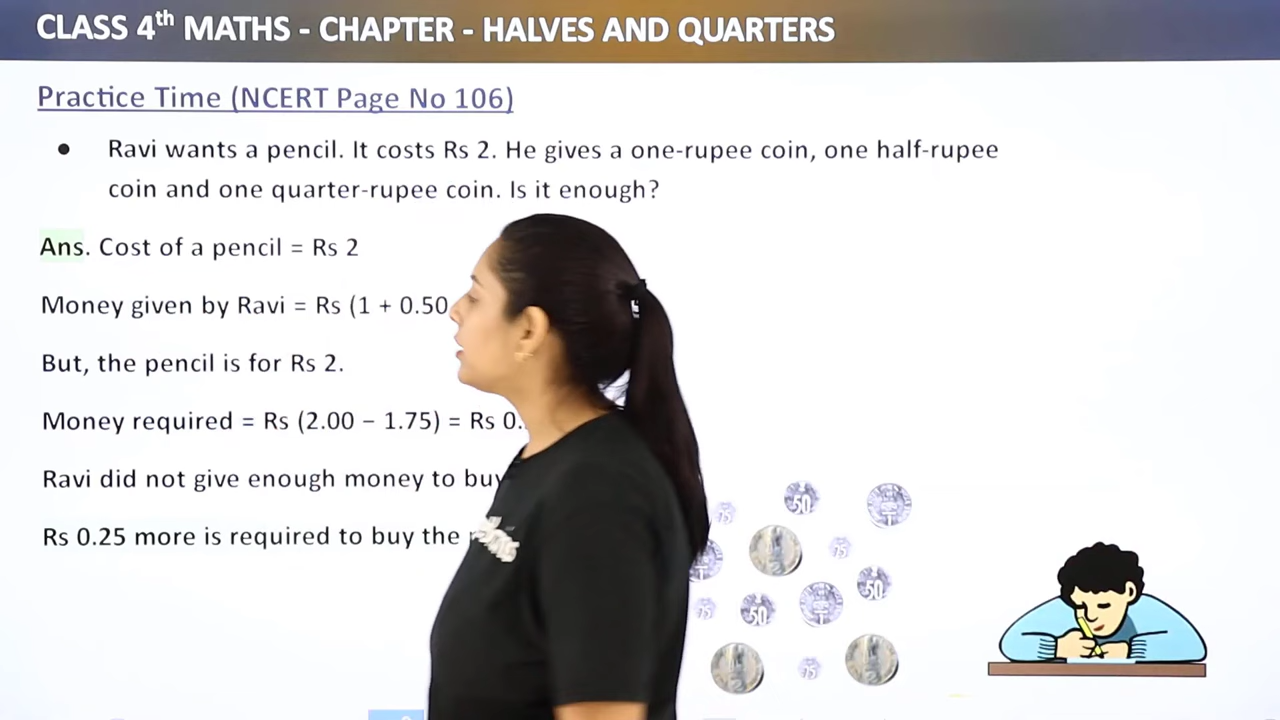 CLASS 4th MATHS - CHAPTER - HALVES AND QUARTERS
Practice Time (NCERT Page No 106)
● Ravi wants a pencil. It costs Rs 2. He gives a one-rupee coin, one half-rupee
coin and one quarter-rupee coin. Is it enough?
Ans. Cost of a pencil = Rs 2
Money given by Ravi = Rs (1 + 0.50
But, the pencil is for Rs 2.
Money required = Rs (2.00 − 1.75) = Rs 0.
Ravi did not give enough money to buy
Rs 0.25 more is required to buy the
50
50
50